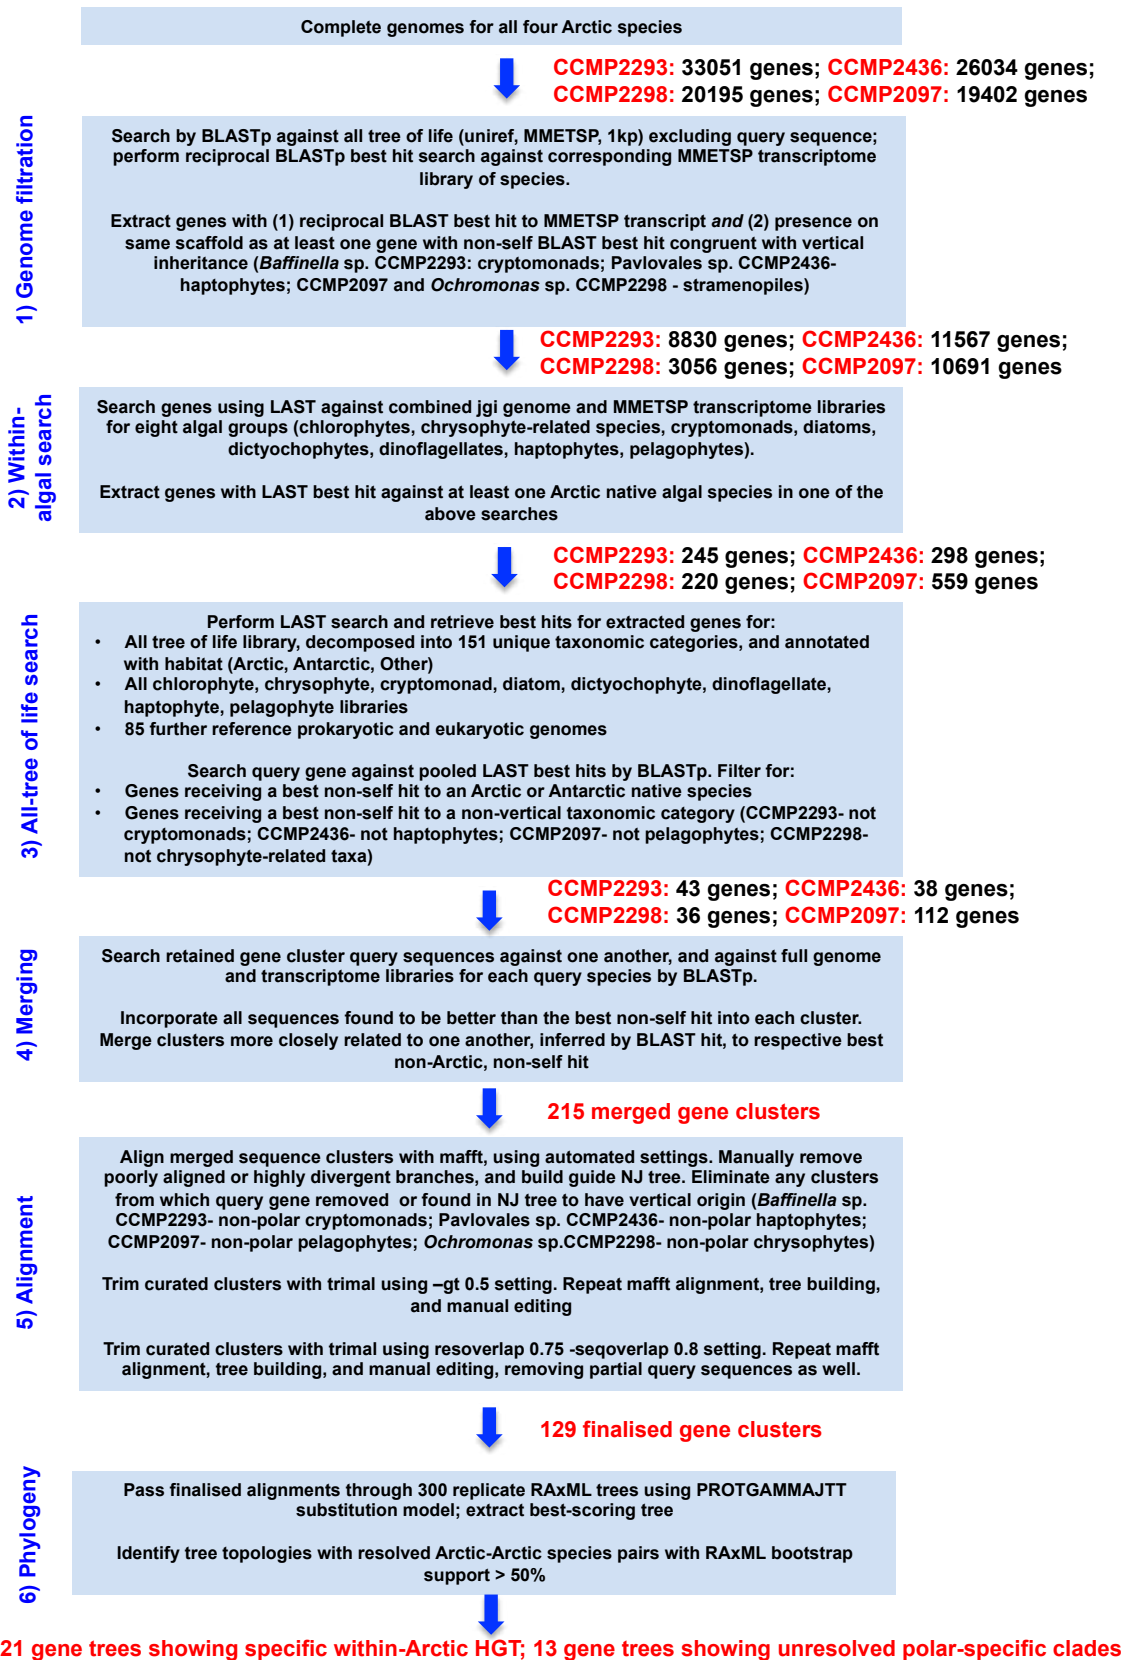 Complete genomes for all four Arctic species
CCMP2293: 33051 genes; CCMP2436: 26034 genes;
CCMP2298: 20195 genes; CCMP2097: 19402 genes
1) Genome filtration
Search by BLASTp against all tree of life (uniref, MMETSP, 1kp) excluding query sequence;
perform reciprocal BLASTp best hit search against corresponding MMETSP transcriptome
library of species.
Extract genes with (1) reciprocal BLAST best hit to MMETSP transcript and (2) presence on
same scaffold as at least one gene with non-self BLAST best hit congruent with vertical
inheritance (Baffinella sp. CCMP2293: cryptomonads; Pavlovales sp. CCMP2436-
haptophytes; CCMP2097 and Ochromonas sp. CCMP2298 - stramenopiles)
CCMP2293: 8830 genes; CCMP2436: 11567 genes;
CCMP2298: 3056 genes; CCMP2097: 10691 genes
2) Within-
algal search
Search genes using LAST against combined jgi genome and MMETSP transcriptome libraries
for eight algal groups (chlorophytes, chrysophyte-related species, cryptomonads, diatoms,
dictyochophytes, dinoflagellates, haptophytes, pelagophytes).
Extract genes with LAST best hit against at least one Arctic native algal species in one of the
above searches
CCMP2293: 245 genes; CCMP2436: 298 genes;
CCMP2298: 220 genes; CCMP2097: 559 genes
3) All-tree of life search
Perform LAST search and retrieve best hits for extracted genes for:
• All tree of life library, decomposed into 151 unique taxonomic categories, and annotated
with habitat (Arctic, Antarctic, Other)
• All chlorophyte, chrysophyte, cryptomonad, diatom, dictyochophyte, dinoflagellate,
haptophyte, pelagophyte libraries
• 85 further reference prokaryotic and eukaryotic genomes
Search query gene against pooled LAST best hits by BLASTp. Filter for:
• Genes receiving a best non-self hit to an Arctic or Antarctic native species
• Genes receiving a best non-self hit to a non-vertical taxonomic category (CCMP2293- not
cryptomonads; CCMP2436- not haptophytes; CCMP2097- not pelagophytes; CCMP2298-
not chrysophyte-related taxa)
CCMP2293: 43 genes; CCMP2436: 38 genes;
CCMP2298: 36 genes; CCMP2097: 112 genes
4) Merging
Search retained gene cluster query sequences against one another, and against full genome
and transcriptome libraries for each query species by BLASTp.
Incorporate all sequences found to be better than the best non-self hit into each cluster.
Merge clusters more closely related to one another, inferred by BLAST hit, to respective best
non-Arctic, non-self hit
215 merged gene clusters
5) Alignment
Align merged sequence clusters with mafft, using automated settings. Manually remove
poorly aligned or highly divergent branches, and build guide NJ tree. Eliminate any clusters
from which query gene removed or found in NJ tree to have vertical origin (Baffinella sp.
CCMP2293- non-polar cryptomonads; Pavlovales sp. CCMP2436- non-polar haptophytes;
CCMP2097- non-polar pelagophytes; Ochromonas sp.CCMP2298- non-polar chrysophytes)
Trim curated clusters with trimal using –gt 0.5 setting. Repeat mafft alignment, tree building,
and manual editing
Trim curated clusters with trimal using resoverlap 0.75 -seqoverlap 0.8 setting. Repeat mafft
alignment, tree building, and manual editing, removing partial query sequences as well.
129 finalised gene clusters
6) Phylogeny
Pass finalised alignments through 300 replicate RAxML trees using PROTGAMMAJTT
substitution model; extract best-scoring tree
Identify tree topologies with resolved Arctic-Arctic species pairs with RAxML bootstrap
support > 50%
21 gene trees showing specific within-Arctic HGT; 13 gene trees showing unresolved polar-specific clades